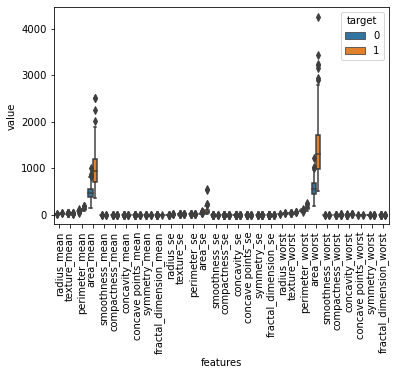 target
0
1
value
4000
3000
2000
1000
0
radius_mean
texture_mean
perimeter_mean
area_mean
smoothness_mean
compactness_mean
concavity_mean
concave points_mean
symmetry_mean
fractal_dimension_mean
radius_se
texture_se
perimeter_se
area_se
smoothness_se
compactness_se
concavity_se
concave points_se
symmetry_se
fractal_dimension_se
radius_worst
texture_worst
perimeter_worst
area_worst
smoothness_worst
compactness_worst
concavity_worst
concave points_worst
symmetry_worst
fractal_dimension_worst
features